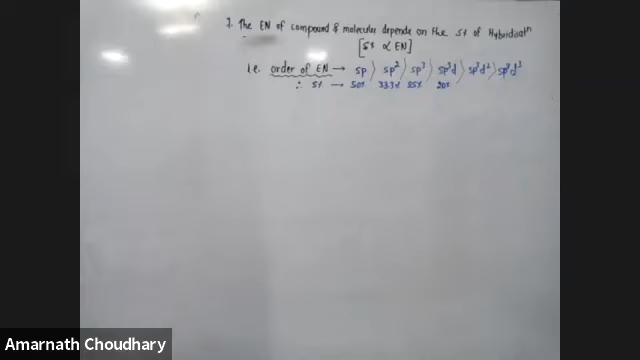 7. The EN of compound & molecules depends on the s% of Hybridisatn
[s% ∝ EN]
i.e. order of EN → sp > sp² > sp³ > sp³d > sp³d² > sp³d³
∴ s% → 50% 33.3% 25% 20%
Amarnath Choudhary